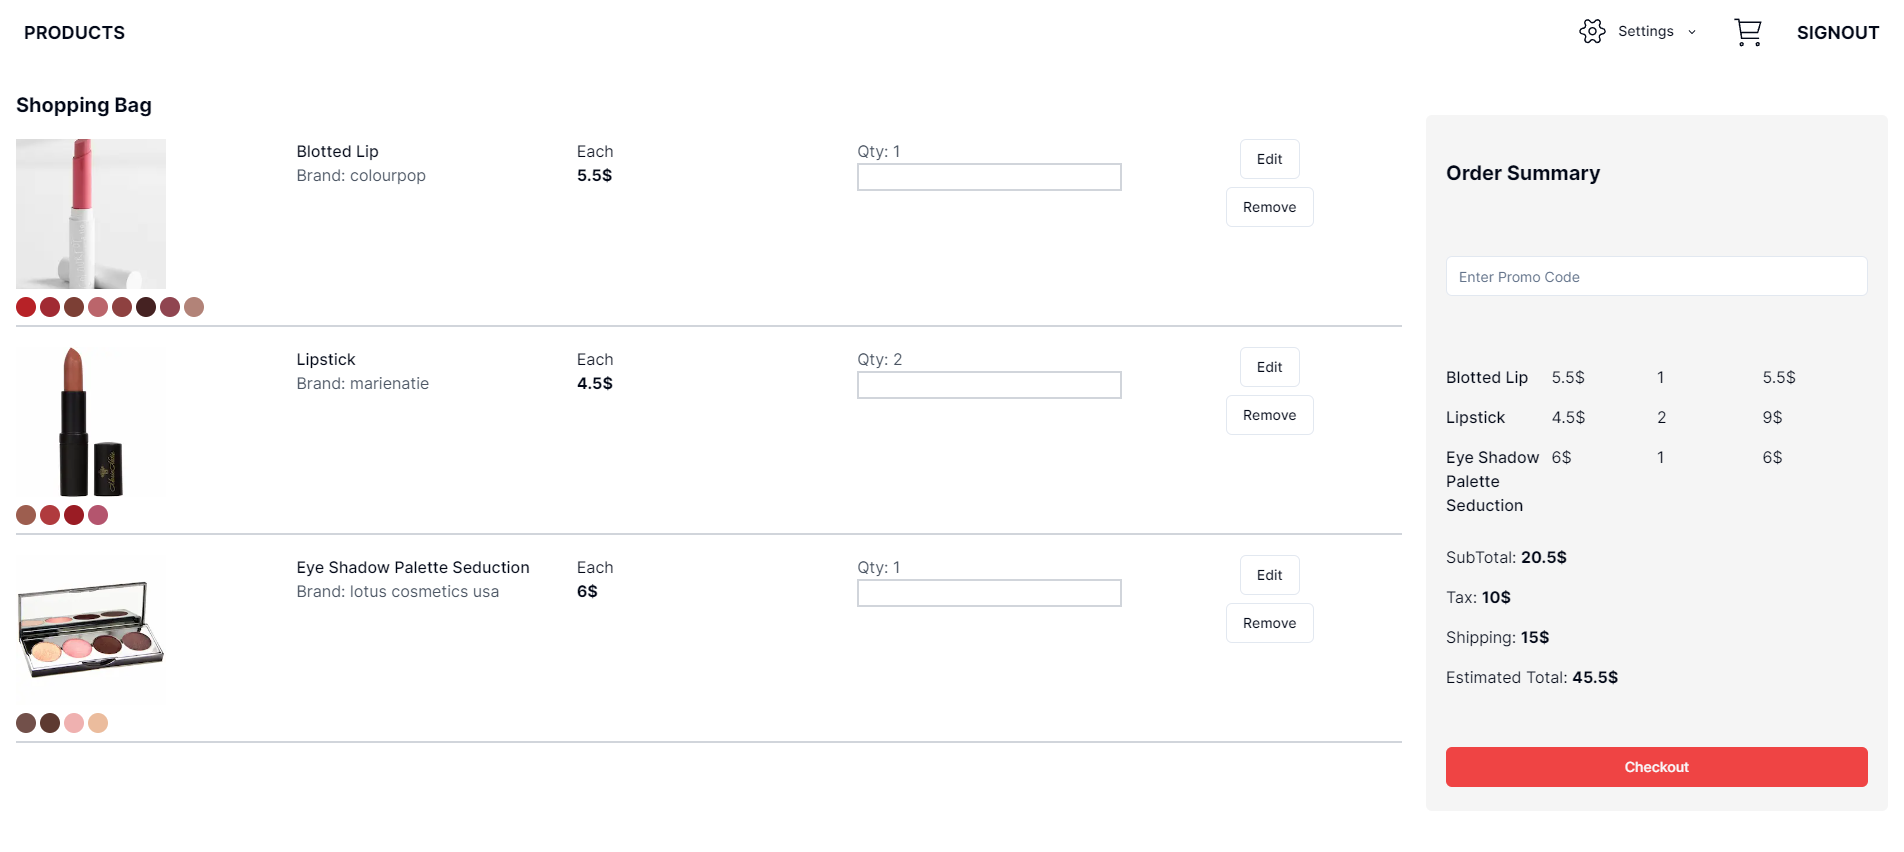 PRODUCTS
Settings
SIGNOUT
Shopping Bag
Blotted Lip
Brand: colourpop
Each
5.5$
Qty: 1
Edit
Remove
Lipstick
Brand: marienatie
Each
4.5$
Qty: 2
Edit
Remove
Eye Shadow Palette Seduction
Brand: lotus cosmetics usa
Each
6$
Qty: 1
Edit
Remove
Order Summary
Enter Promo Code
Blotted Lip 5.5$ 1 5.5$
Lipstick 4.5$ 2 9$
Eye Shadow 6$ 1 6$
Palette
Seduction
SubTotal: 20.5$
Tax: 10$
Shipping: 15$
Estimated Total: 45.5$
Checkout